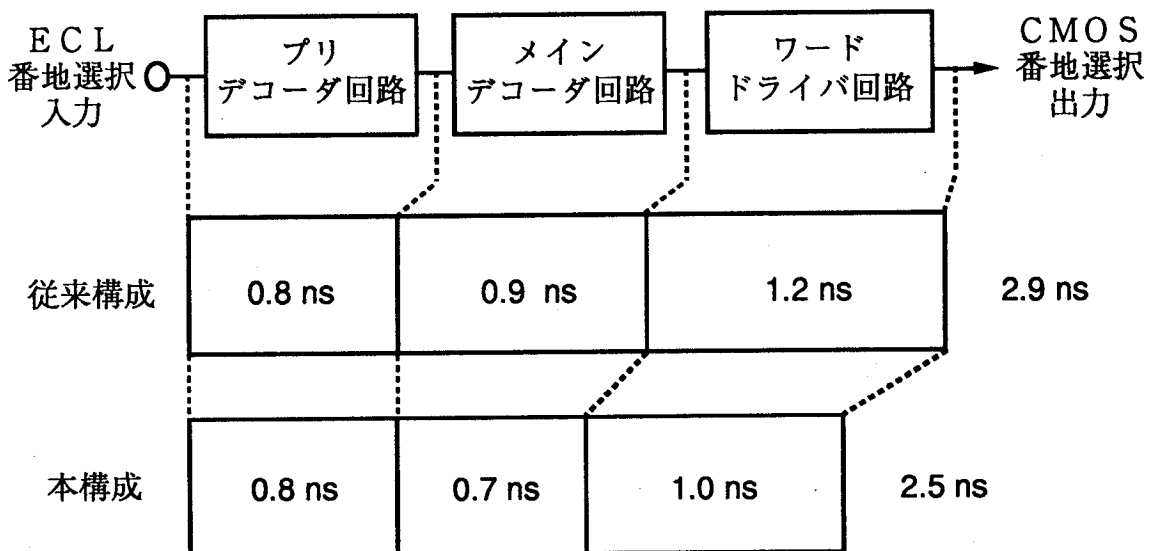 ECL
番地選択
入力
プリ
デコーダ回路
メイン
デコーダ回路
ワード
ドライバ回路
CMOS
番地選択
出力
従来構成
0.8 ns
0.9 ns
1.2 ns
2.9 ns
本構成
0.8 ns
0.7 ns
1.0 ns
2.5 ns